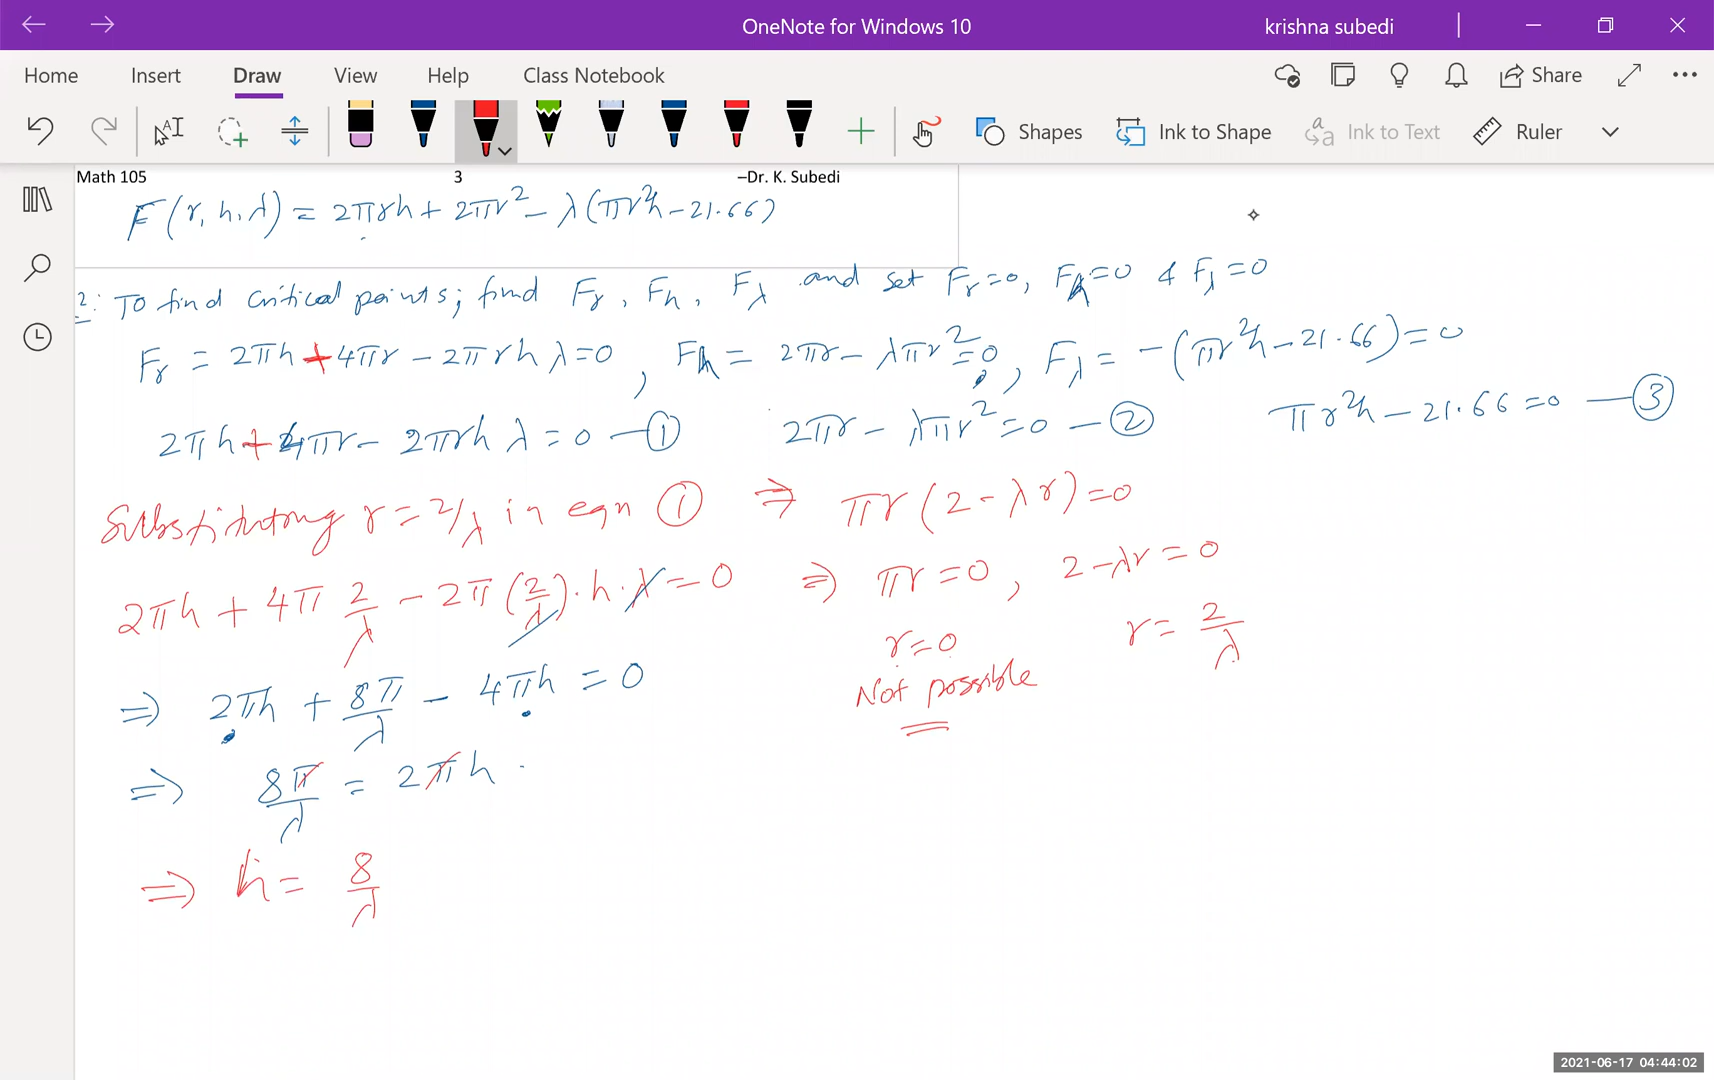 OneNote for Windows 10
krishna subedi
Home Insert Draw View Help Class Notebook Share
Shapes Ink to Shape Ink to Text Ruler
Math 105 3 –Dr. K. Subedi
F(r, h, λ) = 2πrh + 2πr² − λ(πr²h − 21.66)
2: To find critical points; find Fr, Fh, Fλ and set Fr=0, Fh=0 & Fλ=0
Fr = 2πh + 4πr − 2πrh λ = 0, Fh = 2πr − λπr² = 0, Fλ = −(πr²h − 21.66) = 0
2πh + 4πr − 2πrh λ = 0 — ① 2πr − λπr² = 0 — ② πr²h − 21.66 = 0 — ③
Substituting r = 2/λ in eqn ① ⇒ πr(2 − λr) = 0
2πh + 4π 2/λ − 2π(2/λ)·h·λ = 0 ⇒ πr = 0, 2 − λr = 0
r = 0 r = 2/λ
⇒ 2πh + 8π/λ − 4πh = 0 Not possible
⇒ 8π/λ = 2πh
⇒ h = 8/λ
2021-06-17 04:44:02